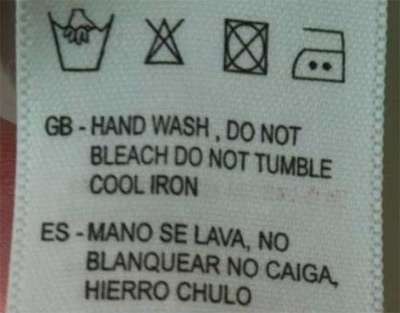 GB - HAND WASH , DO NOT
BLEACH DO NOT TUMBLE
COOL IRON
ES - MANO SE LAVA, NO
BLANQUEAR NO CAIGA,
HIERRO CHULO